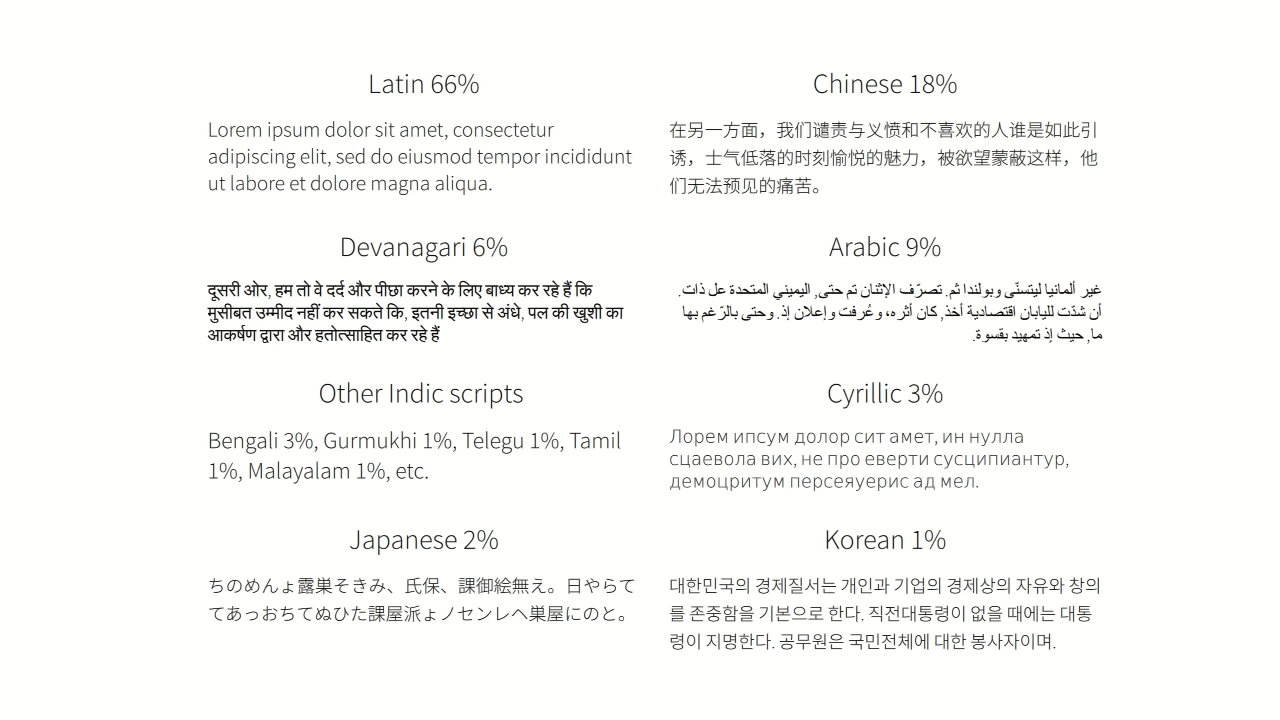 Latin 66%
Lorem ipsum dolor sit amet, consectetur
adipiscing elit, sed do eiusmod tempor incididunt
ut labore et dolore magna aliqua.
Chinese 18%
在另一方面，我们谴责与义愤和不喜欢的人谁是如此引
诱，士气低落的时刻愉悦的魅力，被欲望蒙蔽这样，他
们无法预见的痛苦。
Devanagari 6%
दूसरी ओर, हम तो वे दर्द और पीछा करने के लिए बाध्य कर रहे हैं कि
मुसीबत उम्मीद नहीं कर सकते कि, इतनी इच्छा से अंधे, पल की खुशी का
आकर्षण द्वारा और हतोत्साहित कर रहे हैं
Arabic 9%
غير ألمانيا ليتسنّى وبولندا ثم. تصرّف الإثنان تم حتى, اليميني المتحدة عل ذات.
أن شدّت لليابان اقتصادية أخذ, كان أثره، وعُرفت وإعلان إذ. وحتى بالرّغم بها
ما, حيث إذ تمهيد بقسوة.
Other Indic scripts
Bengali 3%, Gurmukhi 1%, Telegu 1%, Tamil
1%, Malayalam 1%, etc.
Cyrillic 3%
Лорем ипсум долор сит амет, ин нулла
сцаевола вих, не про еверти сусципиантур,
демоцритум персеяуерис ад мел.
Japanese 2%
ちのめんょ露巣そきみ、氏保、課御絵無え。日やらて
てあっおちてぬひた課屋派ょノセンレヘ巣屋にのと。
Korean 1%
대한민국의 경제질서는 개인과 기업의 경제상의 자유와 창의
를 존중함을 기본으로 한다. 직전대통령이 없을 때에는 대통
령이 지명한다. 공무원은 국민전체에 대한 봉사자이며.